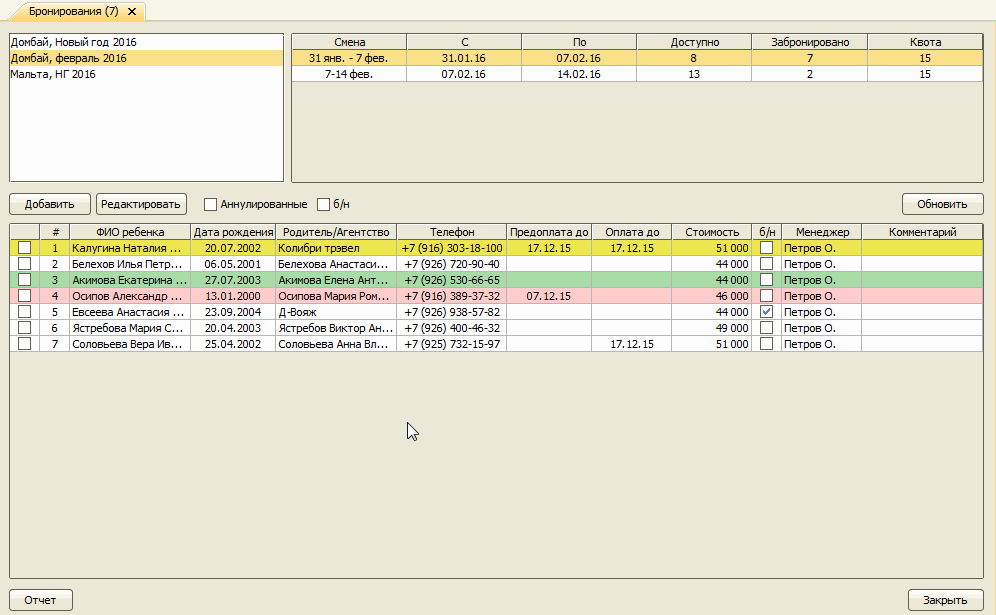 Бронирования (7)
Домбай, Новый год 2016
Домбай, февраль 2016
Мальта, НГ 2016
Смена С По Доступно Забронировано Квота
31 янв. - 7 фев. 31.01.16 07.02.16 8 7 15
7-14 фев. 07.02.16 14.02.16 13 2 15
Добавить Редактировать Аннулированные б/н Обновить
# ФИО ребенка Дата рождения Родитель/Агентство Телефон Предоплата до Оплата до Стоимость б/н Менеджер Комментарий
1 Калугина Наталия ... 20.07.2002 Колибри трэвел +7 (916) 303-18-100 17.12.15 17.12.15 51 000 Петров О.
2 Белехов Илья Петр... 06.05.2001 Белехова Анастаси... +7 (926) 720-90-40 44 000 Петров О.
3 Акимова Екатерина ... 27.07.2003 Акимова Елена Ант... +7 (926) 530-66-65 44 000 Петров О.
4 Осипов Александр ... 13.01.2000 Осипова Мария Ром... +7 (916) 389-37-32 07.12.15 46 000 Петров О.
5 Евсеева Анастасия ... 23.09.2004 Д-Вояж +7 (926) 938-57-82 44 000 Петров О.
6 Ястребова Мария С... 20.04.2003 Ястребов Виктор Ан... +7 (926) 400-46-32 49 000 Петров О.
7 Соловьева Вера Ив... 25.04.2002 Соловьева Анна Вл... +7 (925) 732-15-97 17.12.15 51 000 Петров О.
Отчет Закрыть